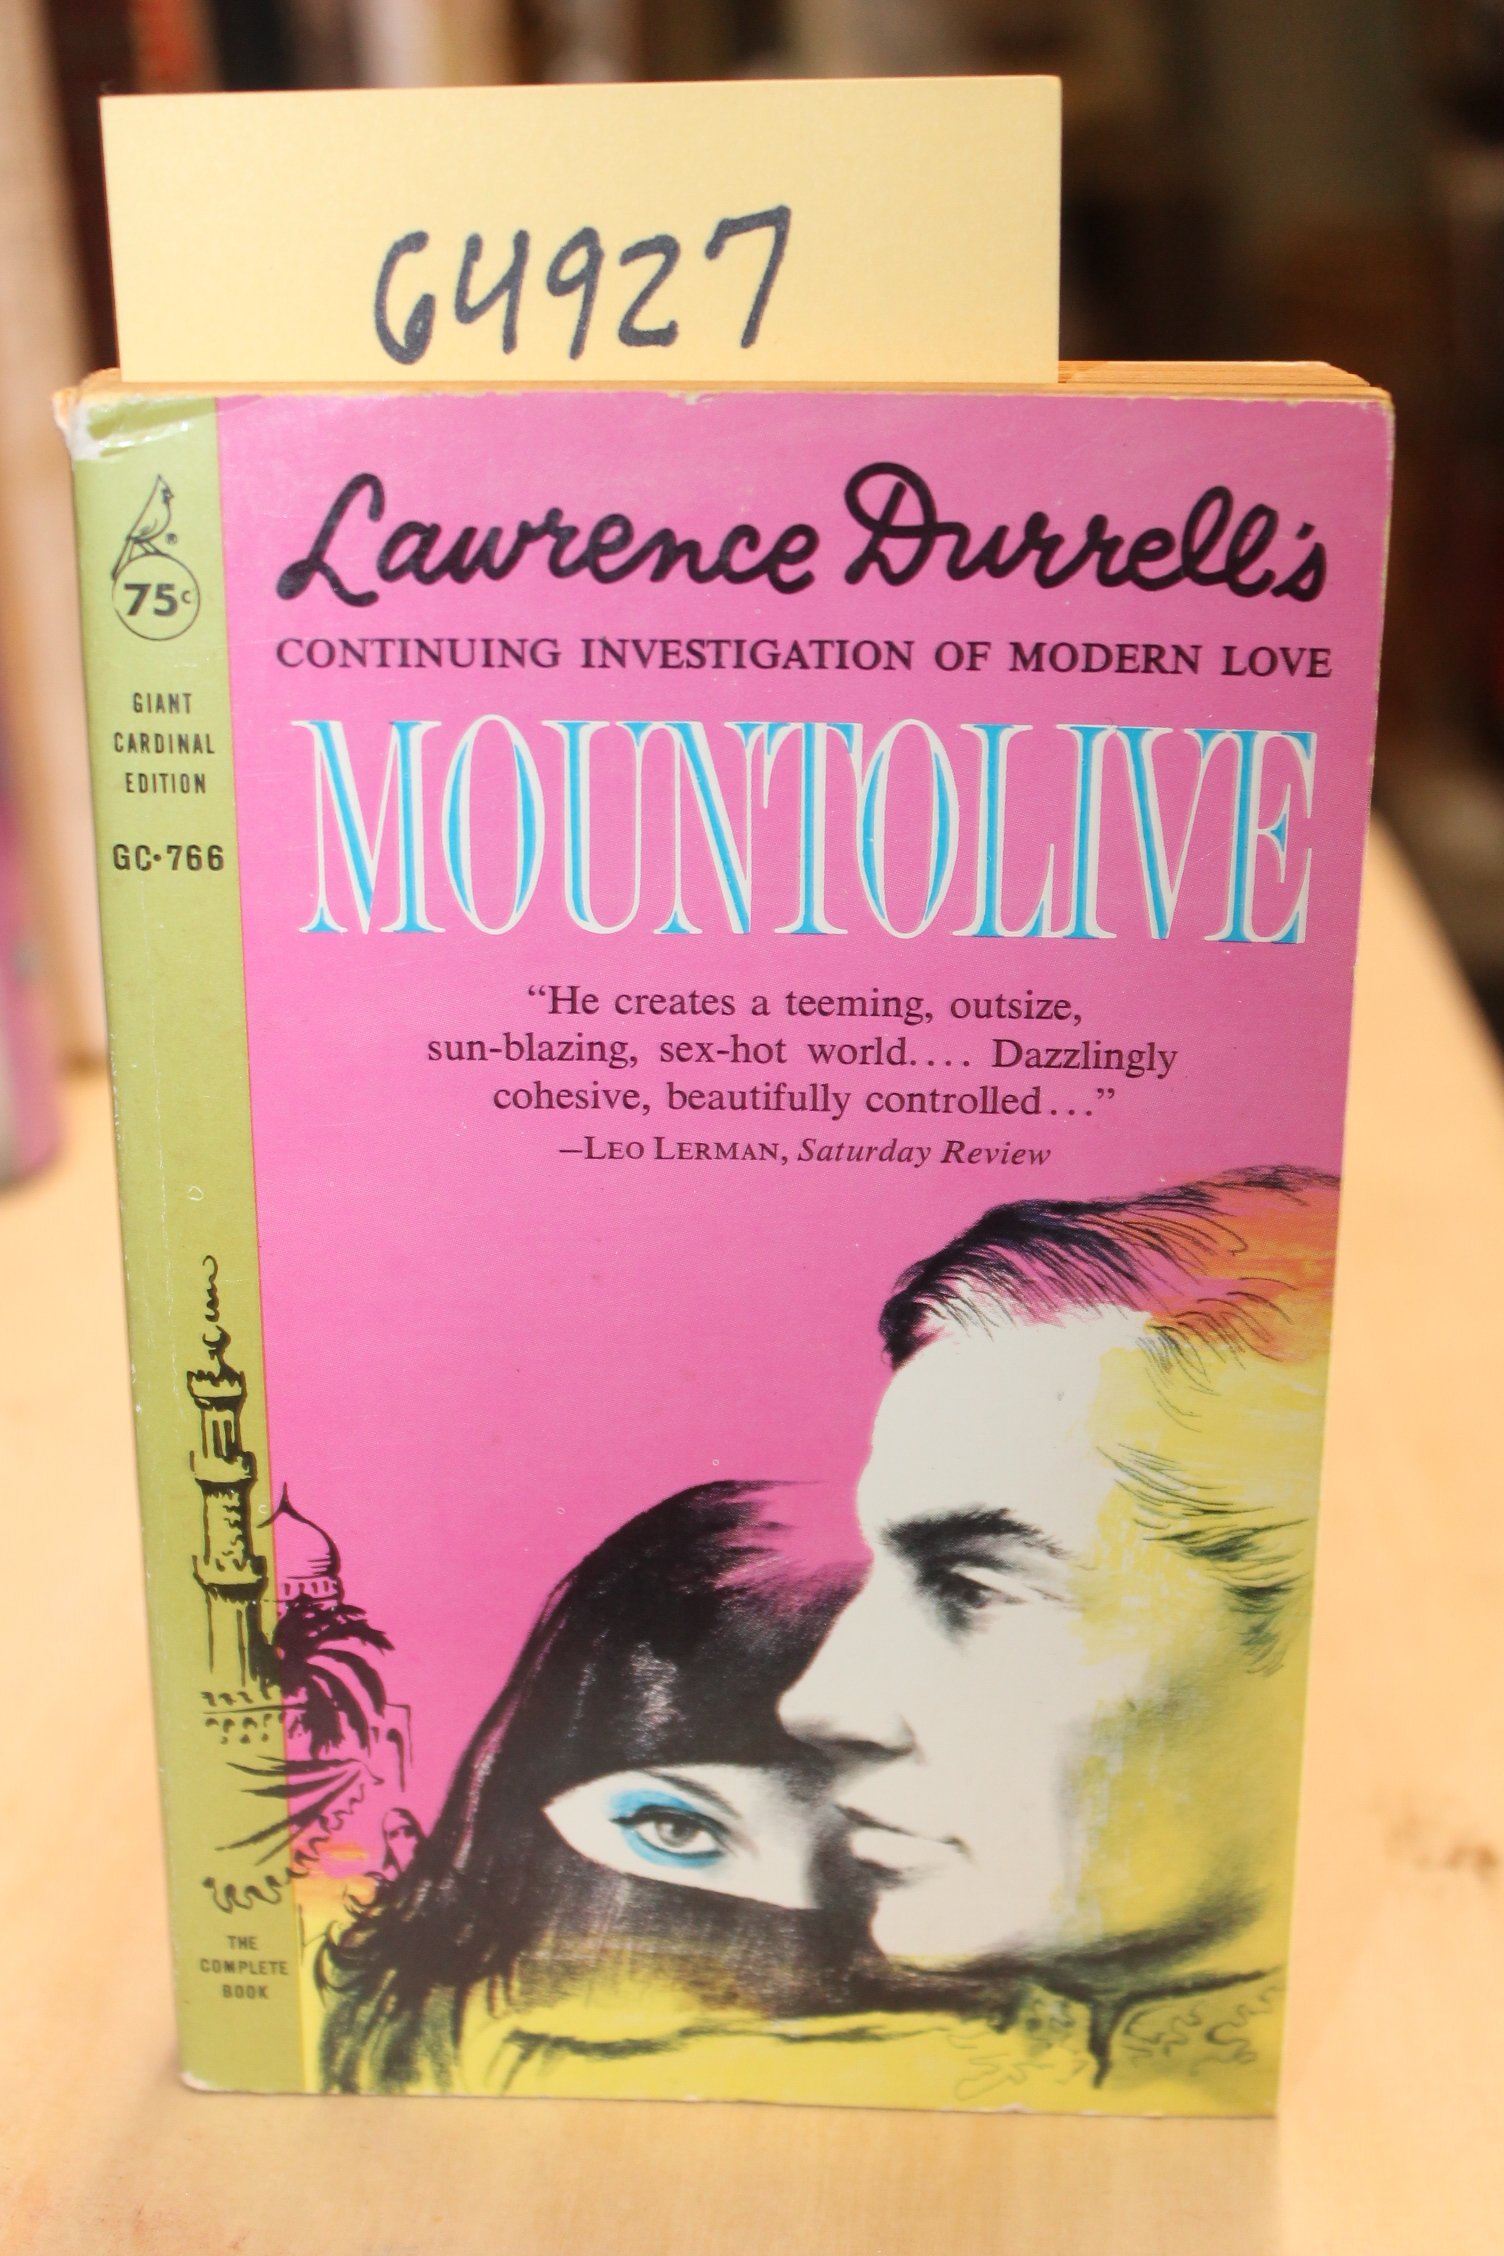 64927
Lawrence Durrell's
CONTINUING INVESTIGATION OF MODERN LOVE
MOUNTOLIVE
“He creates a teeming, outsize,
sun-blazing, sex-hot world.... Dazzlingly
cohesive, beautifully controlled...”
—LEO LERMAN, Saturday Review
®
75c
GIANT
CARDINAL
EDITION
GC·766
THE
COMPLETE
BOOK